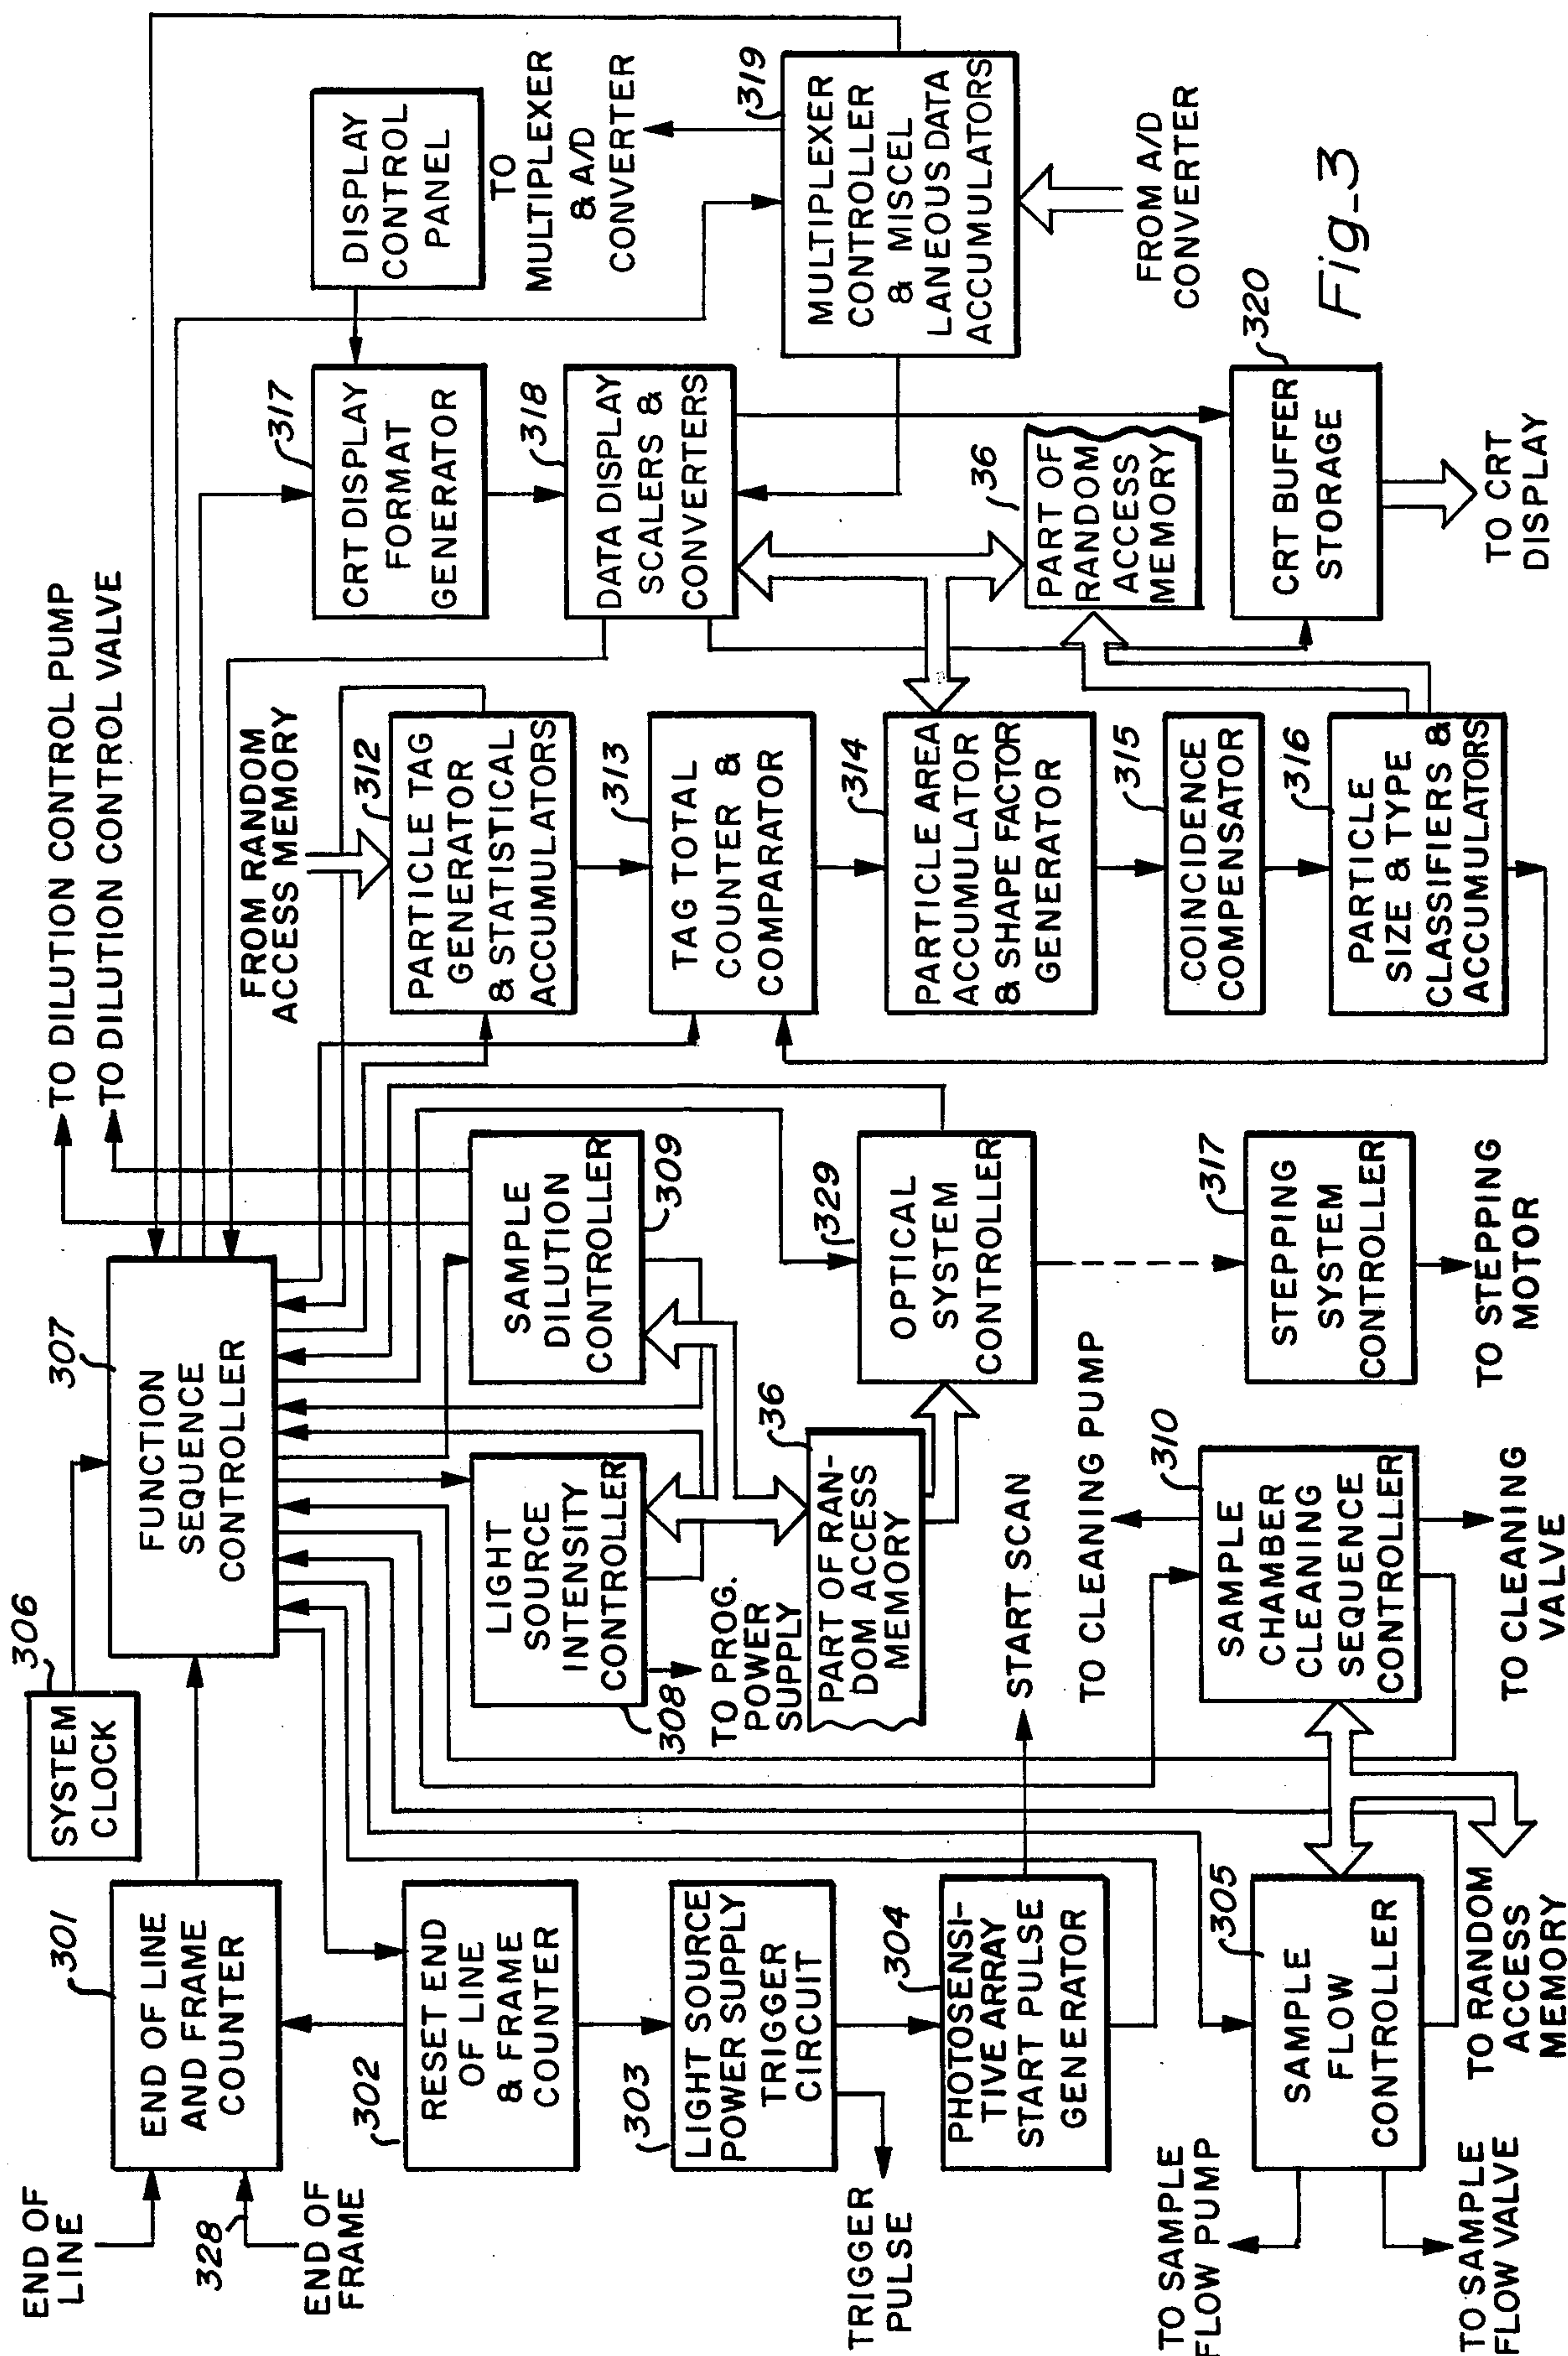 END OF
LINE
328
END OF
FRAME
301
END OF LINE
AND FRAME
COUNTER
306
SYSTEM
CLOCK
307
FUNCTION
SEQUENCE
CONTROLLER
TO DILUTION CONTROL PUMP
TO DILUTION CONTROL VALVE
302
RESET END
OF LINE
& FRAME
COUNTER
303
LIGHT SOURCE
POWER SUPPLY
TRIGGER
CIRCUIT
TRIGGER
PULSE
304
PHOTOSENSI-
TIVE ARRAY
START PULSE
GENERATOR
START SCAN
305
SAMPLE
FLOW
CONTROLLER
TO SAMPLE
FLOW PUMP
TO SAMPLE
FLOW VALVE
TO RANDOM
ACCESS
MEMORY
308
LIGHT
SOURCE
INTENSITY
CONTROLLER
TO PROG.
POWER
SUPPLY
309
SAMPLE
DILUTION
CONTROLLER
36
PART OF RAN-
DOM ACCESS
MEMORY
329
OPTICAL
SYSTEM
CONTROLLER
310
SAMPLE
CHAMBER
CLEANING
SEQUENCE
CONTROLLER
TO CLEANING PUMP
TO CLEANING
VALVE
317
STEPPING
SYSTEM
CONTROLLER
TO STEPPING
MOTOR
FROM RANDOM
ACCESS MEMORY
312
PARTICLE TAG
GENERATOR
& STATISTICAL
ACCUMULATORS
313
TAG TOTAL
COUNTER &
COMPARATOR
314
PARTICLE AREA
ACCUMULATOR
& SHAPE FACTOR
GENERATOR
315
COINCIDENCE
COMPENSATOR
316
PARTICLE
SIZE & TYPE
CLASSIFIERS &
ACCUMULATORS
317
CRT DISPLAY
FORMAT
GENERATOR
318
DATA DISPLAY
SCALERS &
CONVERTERS
36
PART OF
RANDOM
ACCESS
MEMORY
320
CRT BUFFER
STORAGE
TO CRT
DISPLAY
DISPLAY
CONTROL
PANEL
TO
MULTIPLEXER
& A/D
CONVERTER
319
MULTIPLEXER
CONTROLLER
& MISCEL
LANEOUS DATA
ACCUMULATORS
FROM A/D
CONVERTER
Fig_3